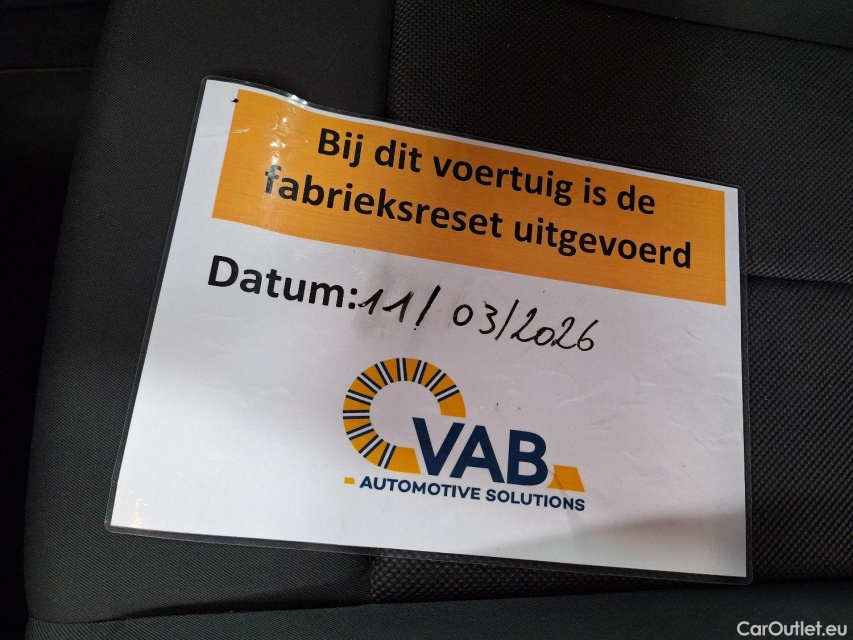 Bij dit voertuig is de
fabrieksreset uitgevoerd
Datum: 11/03/2026
VAB
AUTOMOTIVE SOLUTIONS
CarOutlet.eu